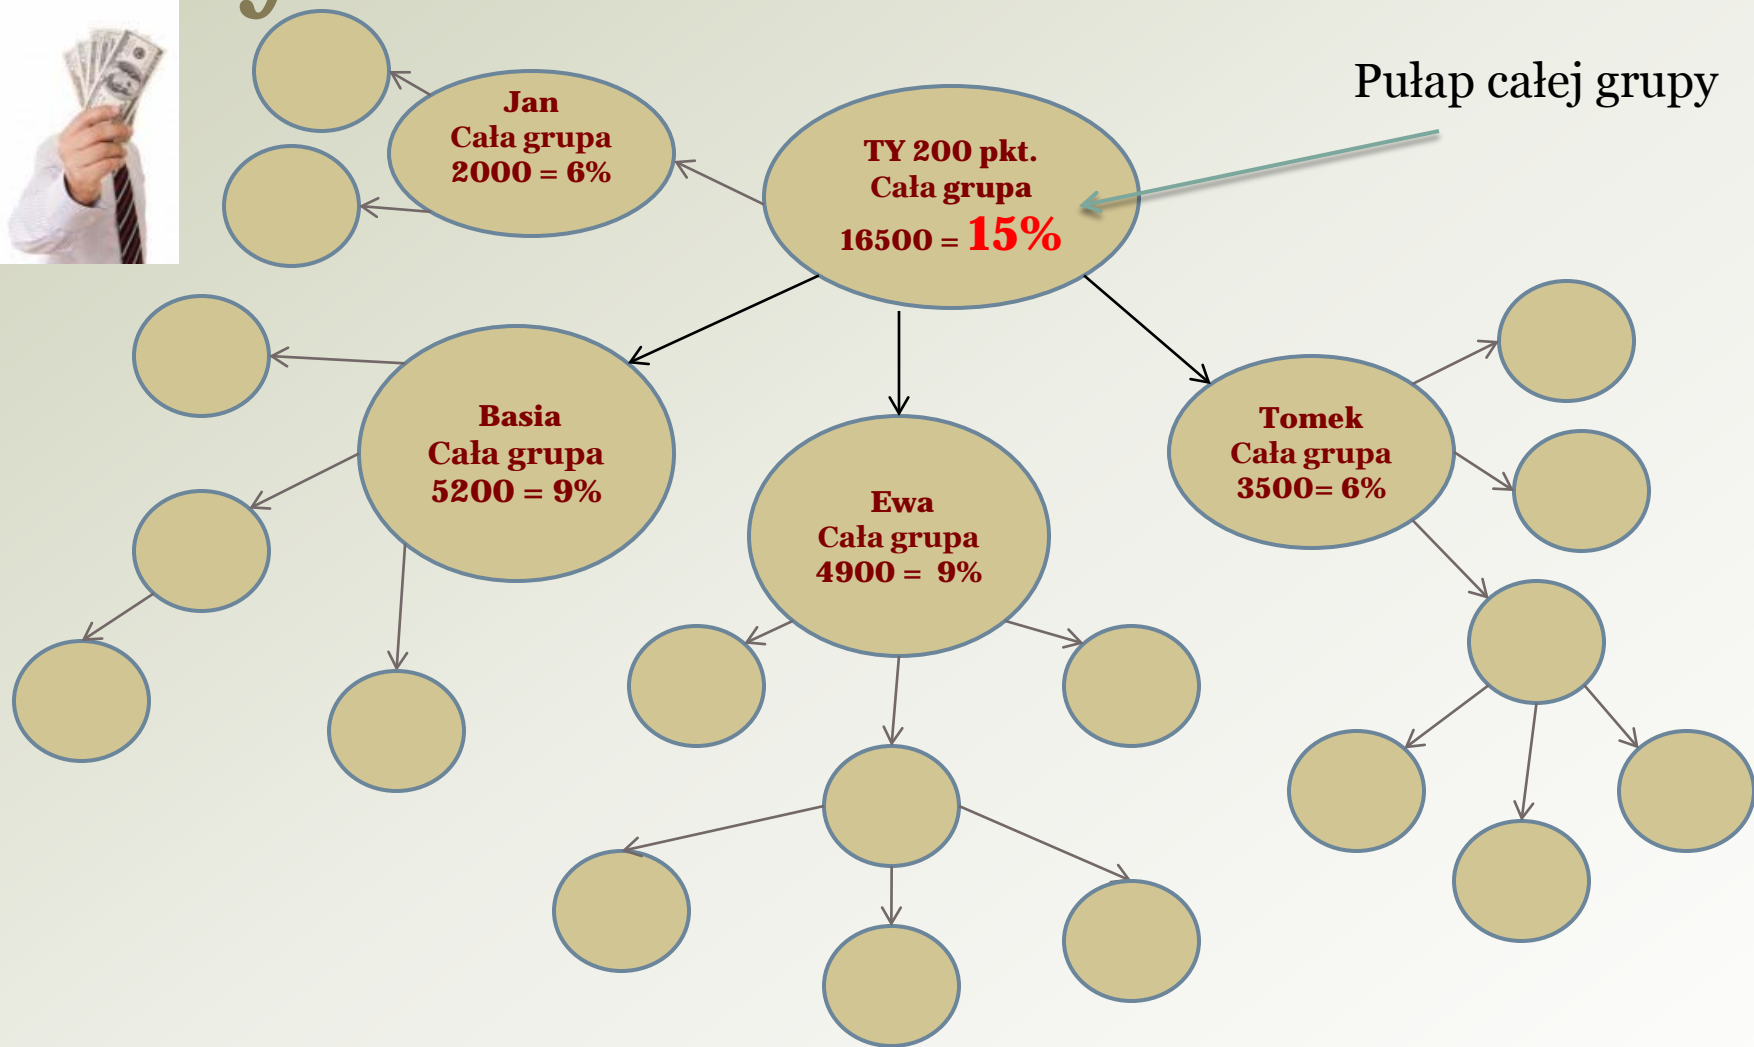 Pułap całej grupy
Jan
Cała grupa
2000 = 6%
TY 200 pkt.
Cała grupa
16500 = 15%
Basia
Cała grupa
5200 = 9%
Ewa
Cała grupa
4900 =  9%
Tomek
Cała grupa
3500= 6%